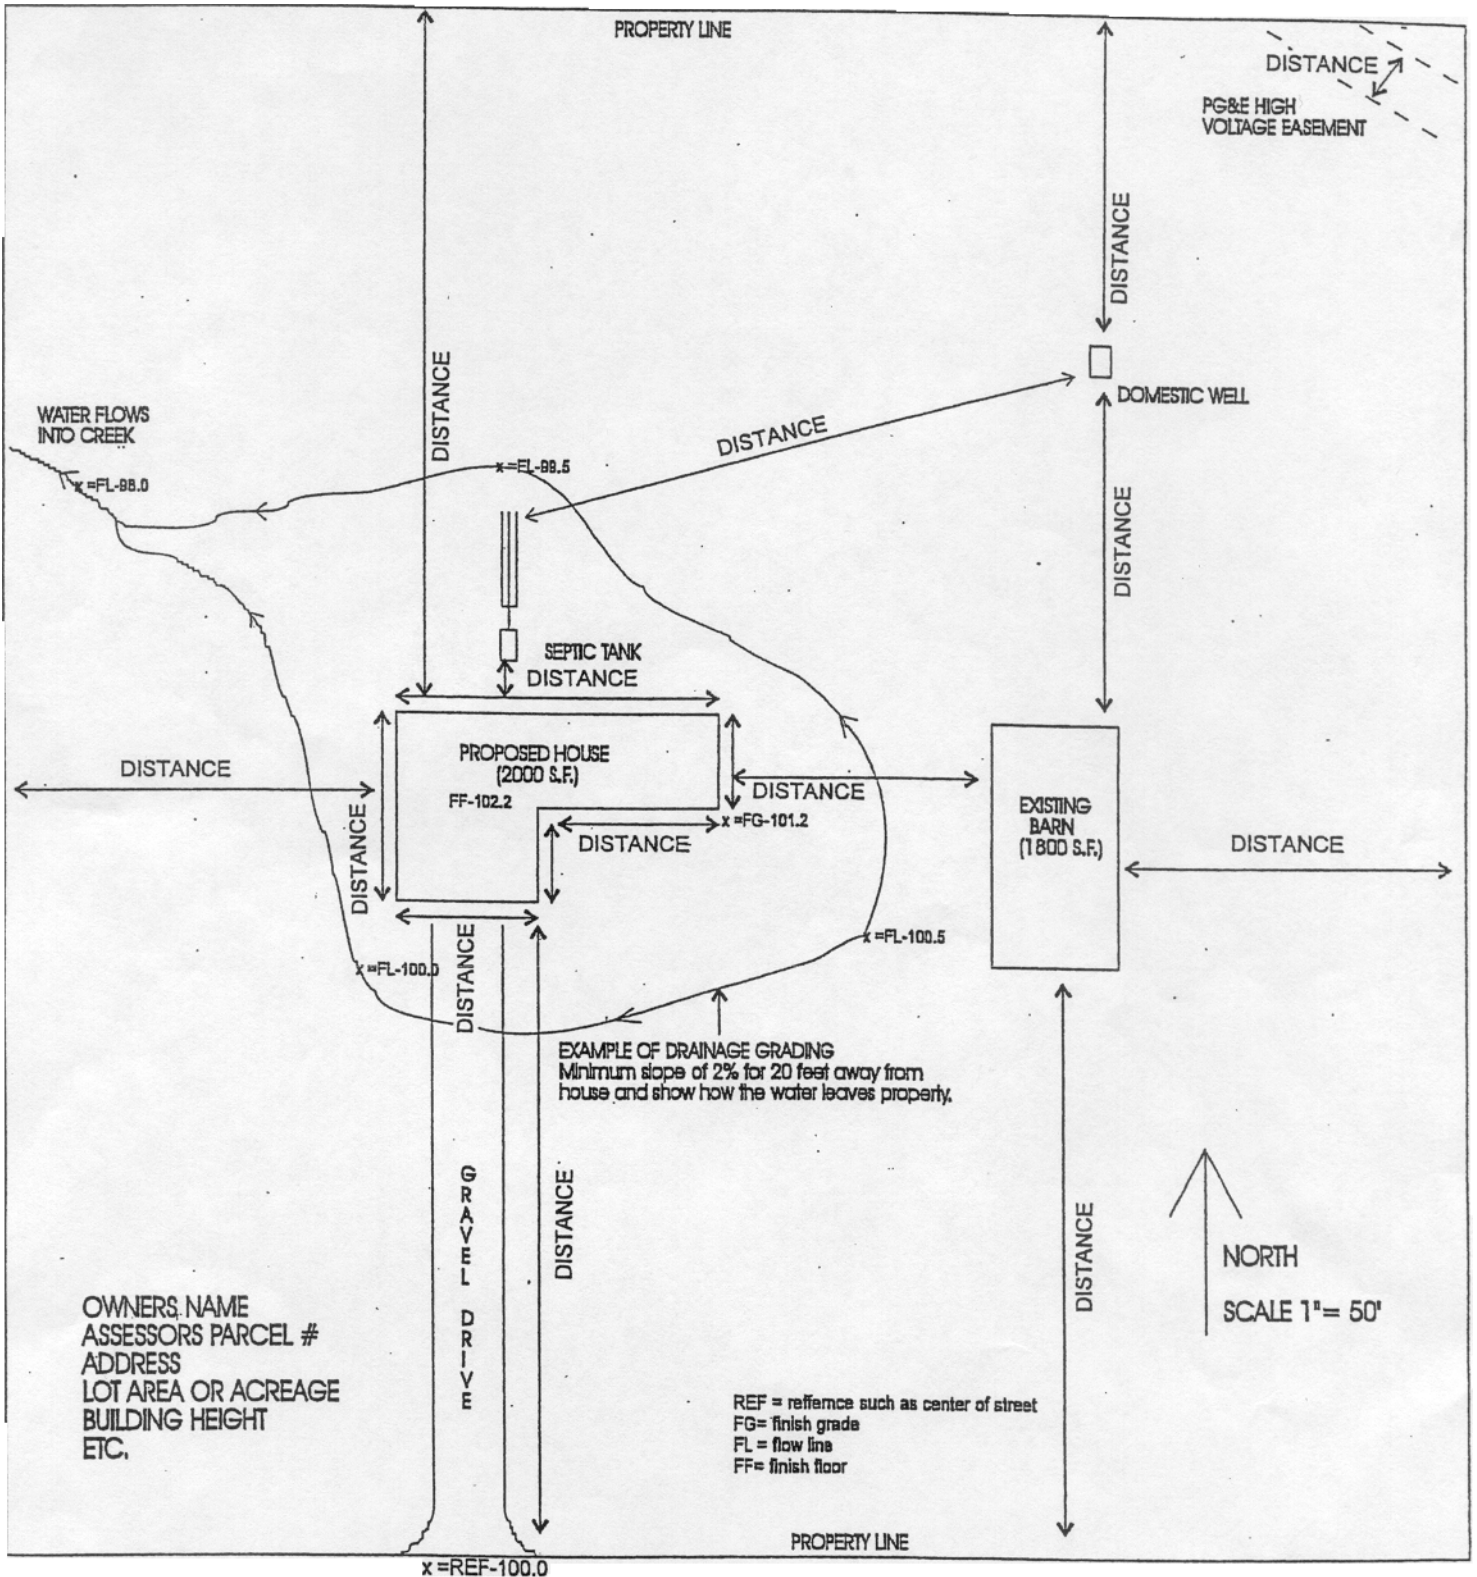 PROPERTY LINE
DISTANCE
PG&E HIGH
VOLTAGE EASEMENT
DISTANCE
DISTANCE
DOMESTIC WELL
DISTANCE
WATER FLOWS
INTO CREEK
x =FL-98.0
x =FL-99.5
DISTANCE
SEPTIC TANK
DISTANCE
DISTANCE
PROPOSED HOUSE
(2000 S.F.)
FF-102.2
DISTANCE
DISTANCE
DISTANCE
x =FG-101.2
DISTANCE
EXISTING
BARN
(1800 S.F.)
DISTANCE
x =FL-100.5
x =FL-100.0
DISTANCE
EXAMPLE OF DRAINAGE GRADING
Minimum slope of 2% for 20 feet away from
house and show how the water leaves property.
GRAVEL DRIVE
DISTANCE
DISTANCE
NORTH
SCALE 1"= 50'
OWNERS NAME
ASSESSORS PARCEL #
ADDRESS
LOT AREA OR ACREAGE
BUILDING HEIGHT
ETC.
REF = reffernce such as center of street
FG= finish grade
FL = flow line
FF= finish floor
PROPERTY LINE
x =REF-100.0